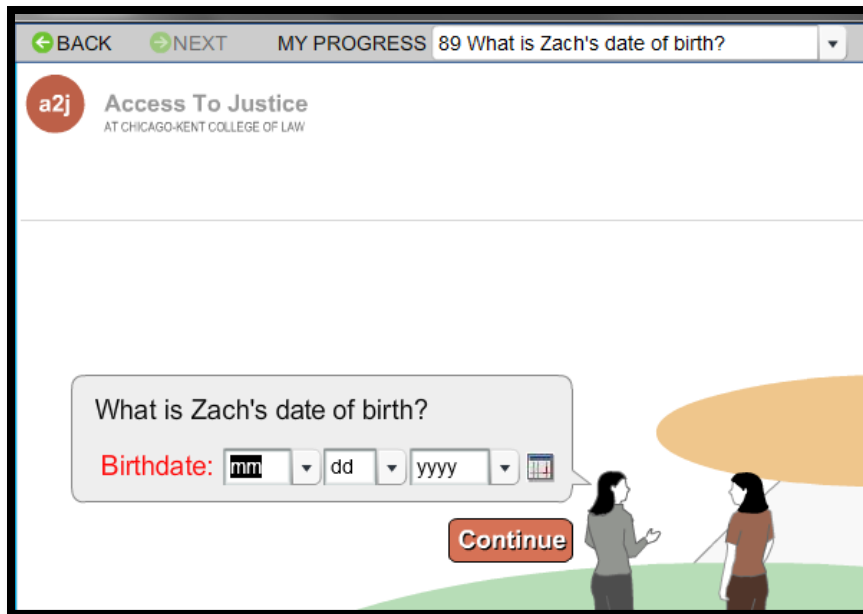 BACK NEXT MY PROGRESS 89 What is Zach's date of birth?
a2j Access To Justice
AT CHICAGO-KENT COLLEGE OF LAW
What is Zach's date of birth?
Birthdate: mm dd yyyy
Continue